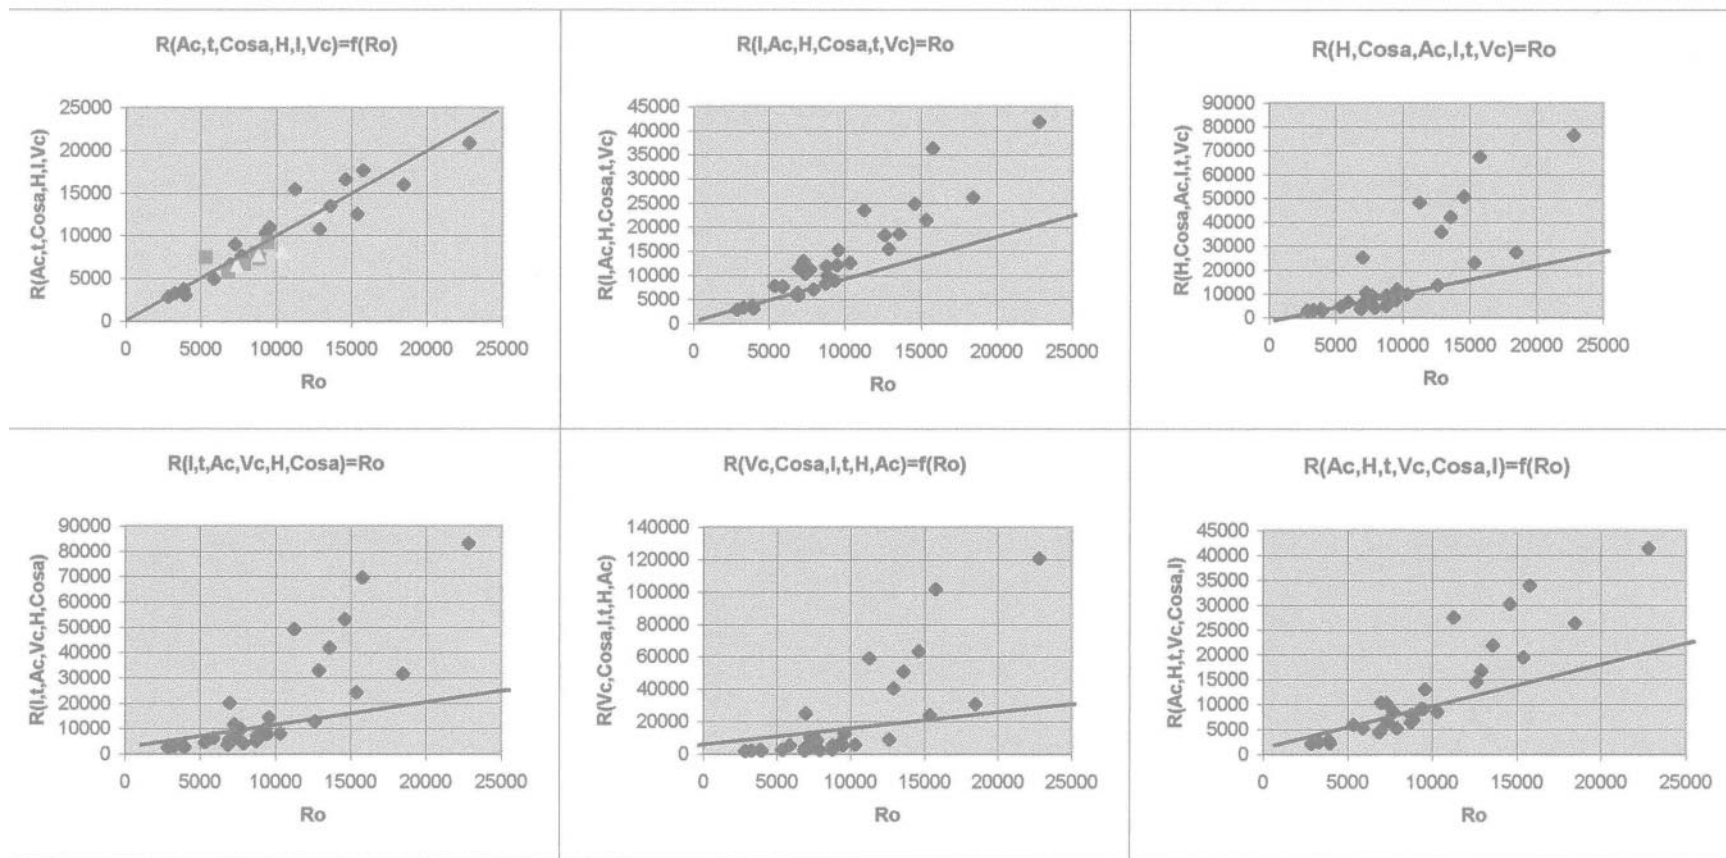 R(Ac,t,Cosa,H,I,Vc)=f(Ro)
R(Ac,t,Cosa,H,I,Vc)
25000
20000
15000
10000
5000
0
0 5000 10000 15000 20000 25000
Ro
R(I,Ac,H,Cosa,t,Vc)=Ro
R(I,Ac,H,Cosa,t,Vc)
45000
40000
35000
30000
25000
20000
15000
10000
5000
0
0 5000 10000 15000 20000 25000
Ro
R(H,Cosa,Ac,I,t,Vc)=Ro
R(H,Cosa,Ac,I,t,Vc)
90000
80000
70000
60000
50000
40000
30000
20000
10000
0
0 5000 10000 15000 20000 25000
Ro
R(I,t,Ac,Vc,H,Cosa)=Ro
R(I,t,Ac,Vc,H,Cosa)
90000
80000
70000
60000
50000
40000
30000
20000
10000
0
0 5000 10000 15000 20000 25000
Ro
R(Vc,Cosa,I,t,H,Ac)=f(Ro)
R(Vc,Cosa,I,t,H,Ac)
140000
120000
100000
80000
60000
40000
20000
0
0 5000 10000 15000 20000 25000
Ro
R(Ac,H,t,Vc,Cosa,I)=f(Ro)
R(Ac,H,t,Vc,Cosa,I)
45000
40000
35000
30000
25000
20000
15000
10000
5000
0
0 5000 10000 15000 20000 25000
Ro